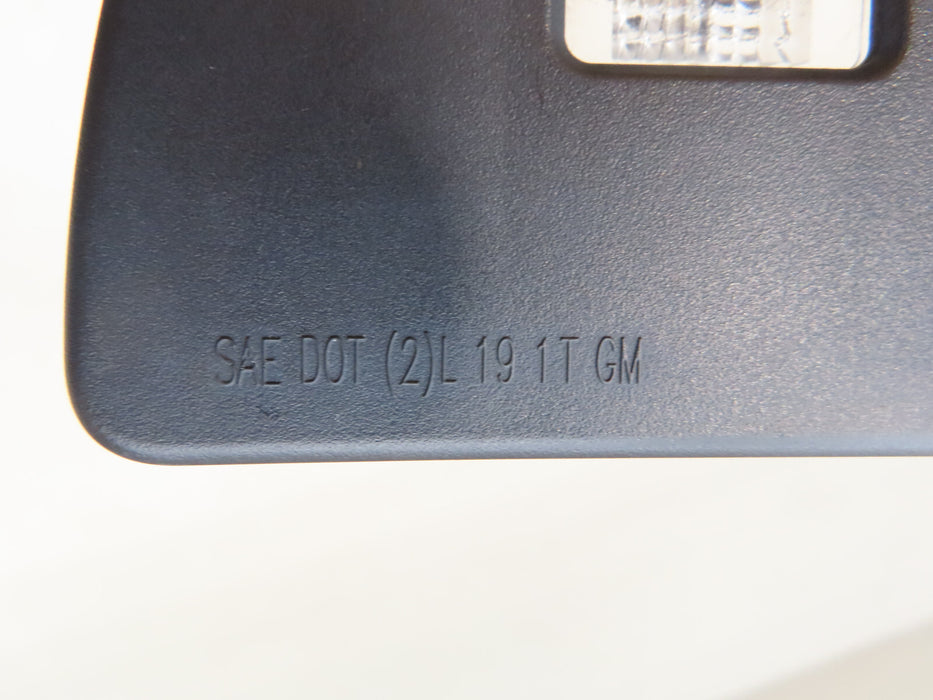 SAE DOT (2)L 19 1T GM